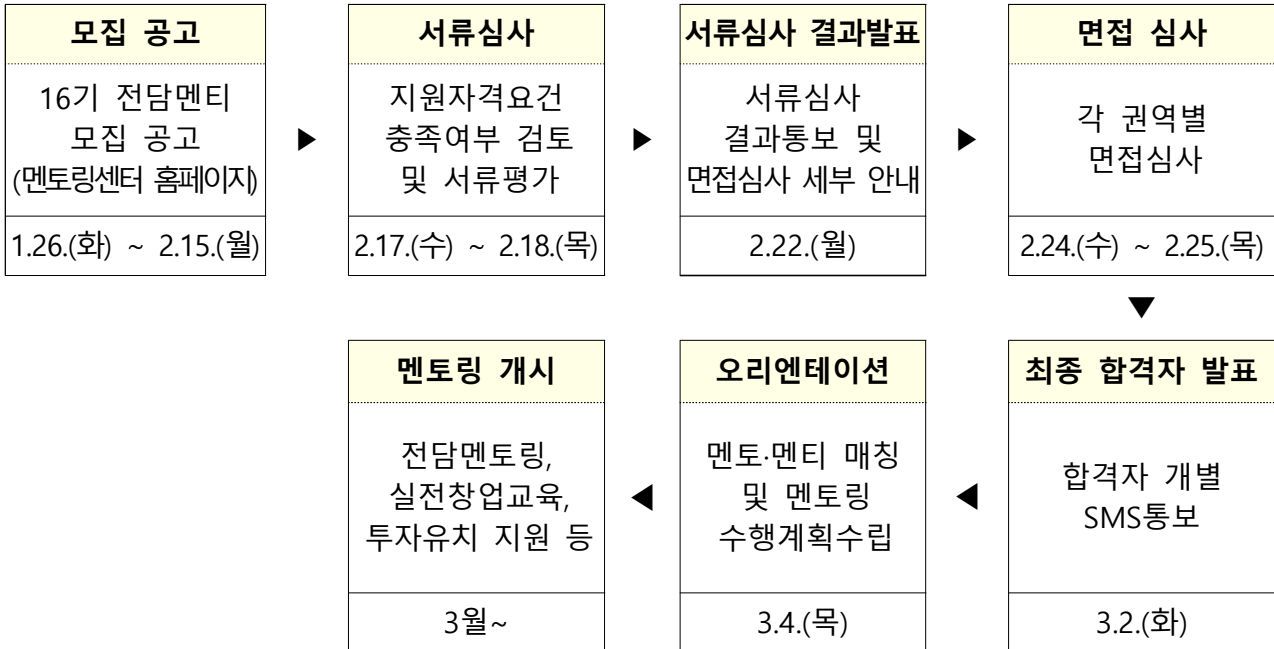 모집 공고
16기 전담멘티
모집 공고
(멘토링센터 홈페이지)
1.26.(화) ~ 2.15.(월)
▶
서류심사
지원자격요건
충족여부 검토
및 서류평가
2.17.(수) ~ 2.18.(목)
▶
서류심사 결과발표
서류심사
결과통보 및
면접심사 세부 안내
2.22.(월)
▶
면접 심사
각 권역별
면접심사
2.24.(수) ~ 2.25.(목)
▼
최종 합격자 발표
합격자 개별
SMS통보
3.2.(화)
◀
오리엔테이션
멘토·멘티 매칭
및 멘토링
수행계획수립
3.4.(목)
◀
멘토링 개시
전담멘토링,
실전창업교육,
투자유치 지원 등
3월~